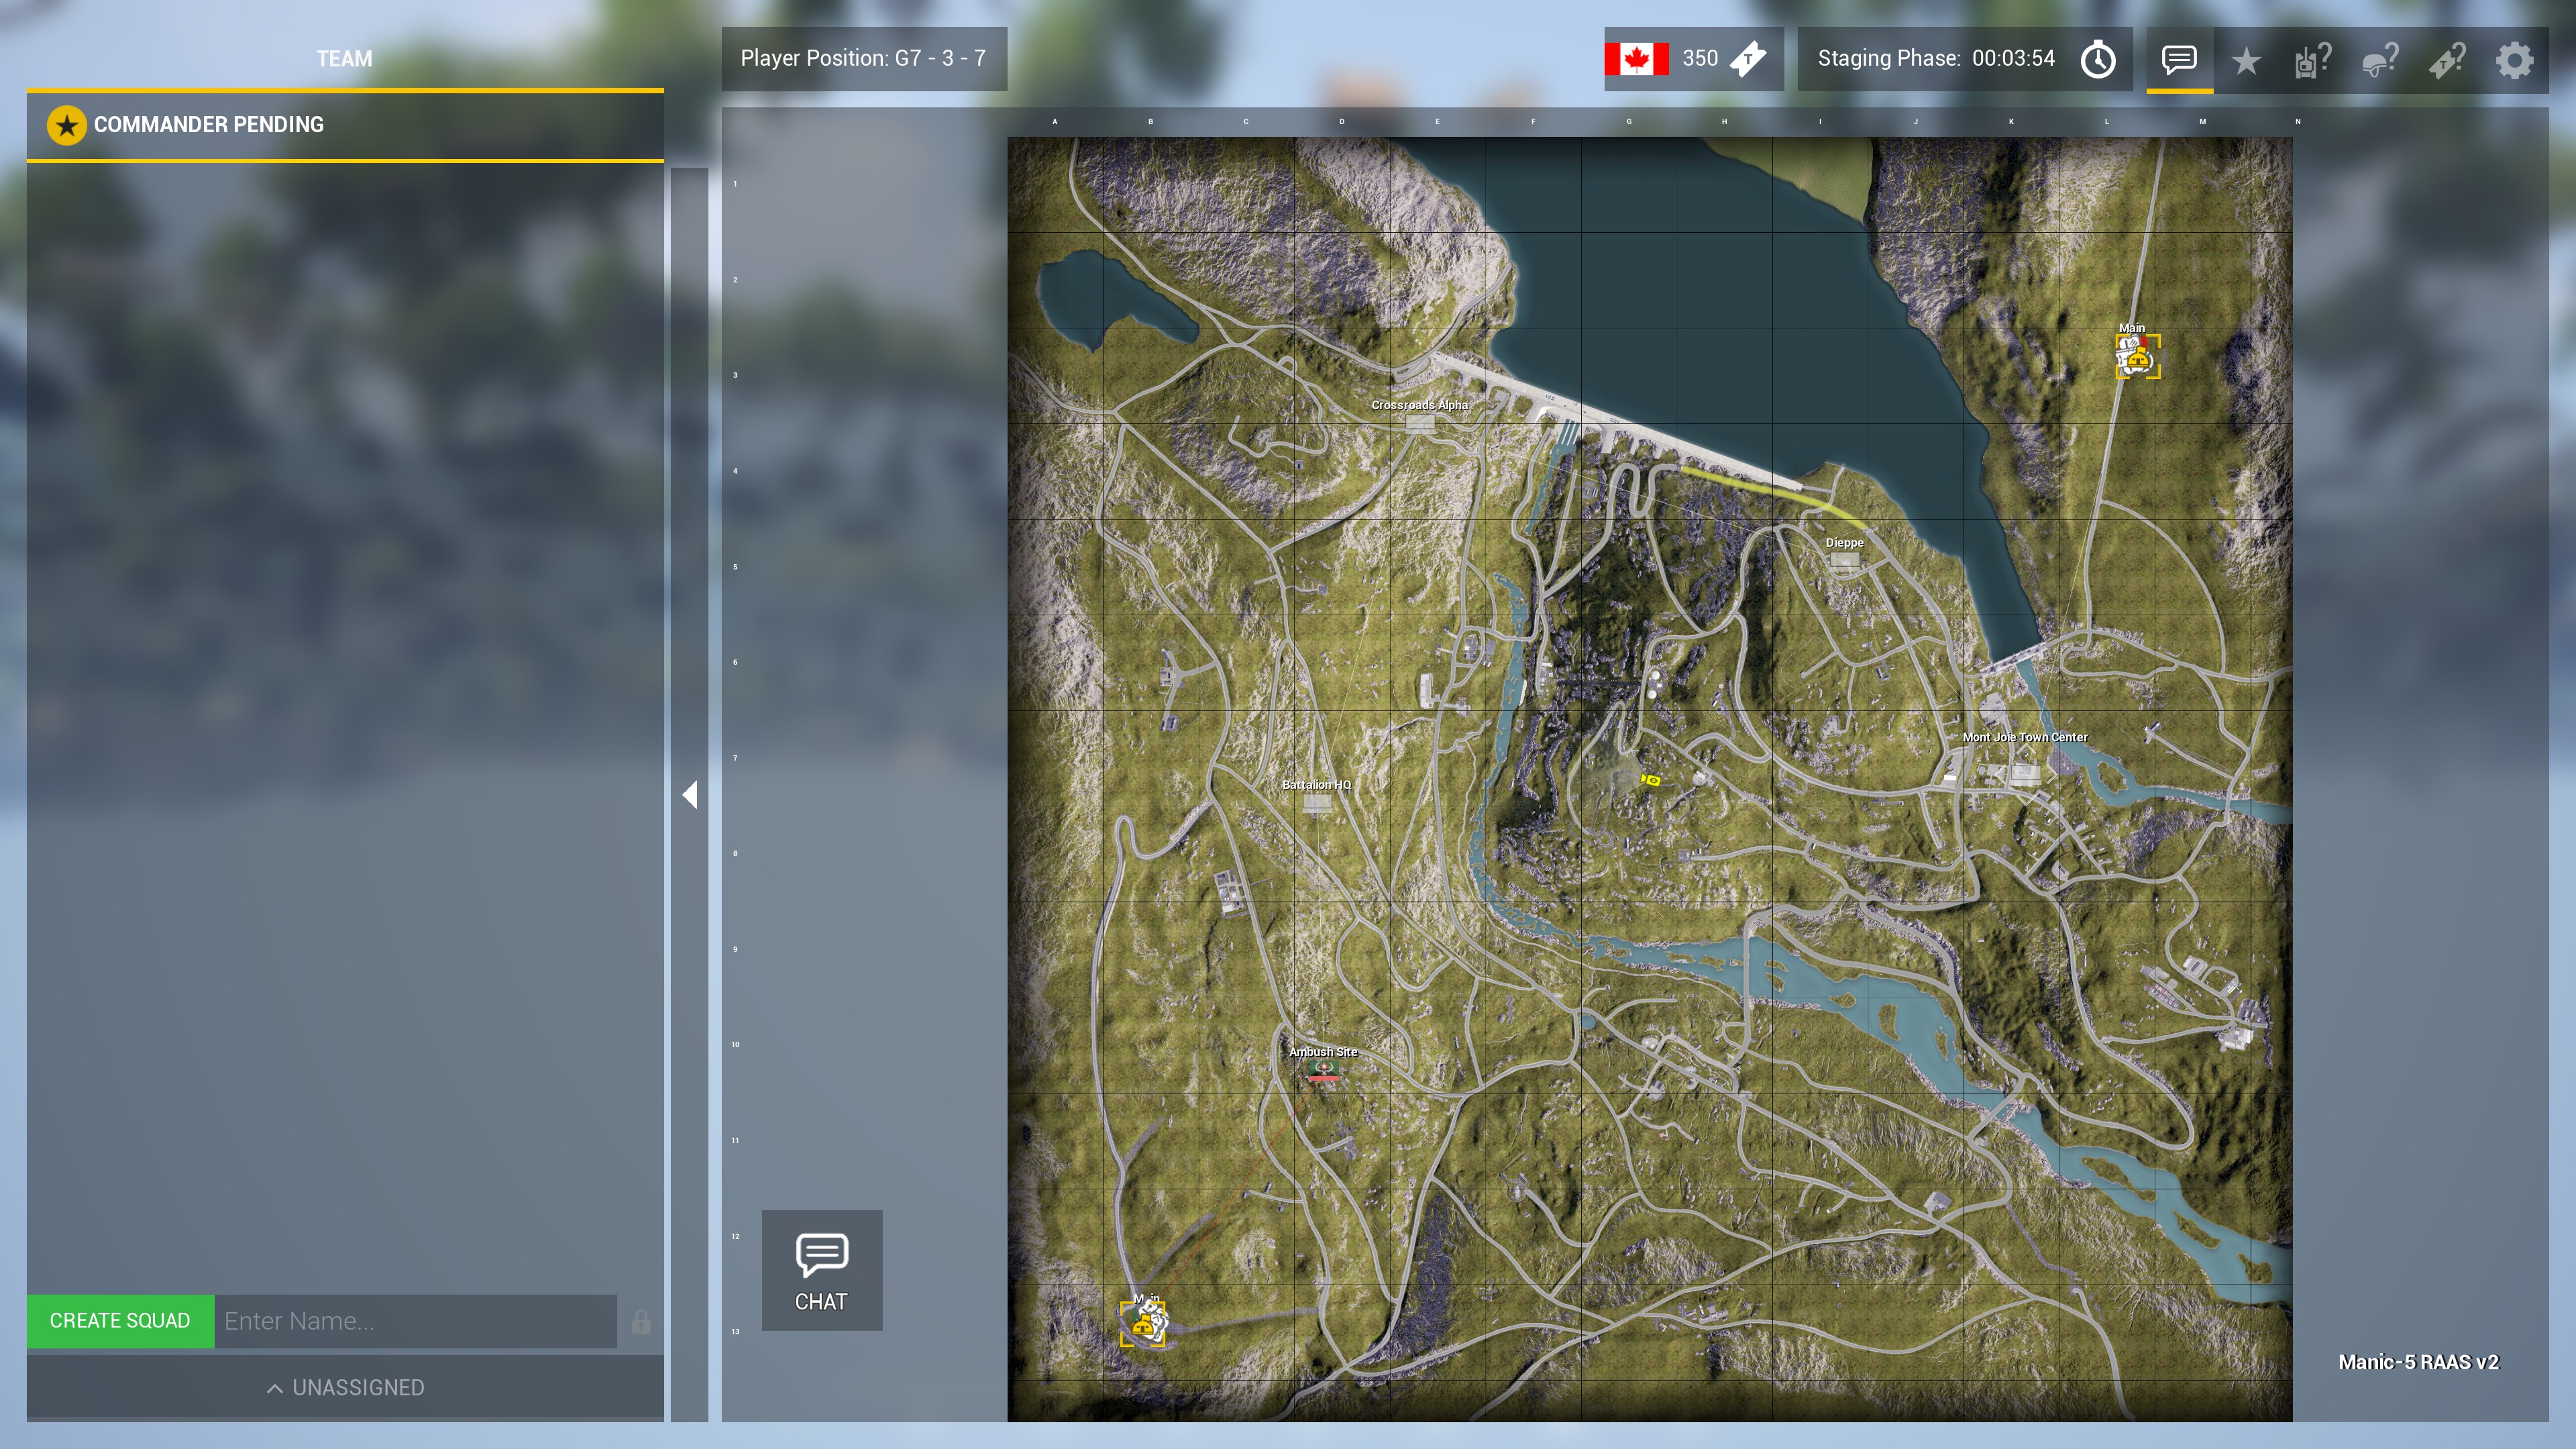 TEAM
Player Position: G7 - 3 - 7
350
T
Staging Phase: 00:03:54
? ? ?
T
COMMANDER PENDING
A B C D E F G H I J K L M N
1
2
Main
3
Crossroads Alpha
4
Dieppe
5
6
Mont Joie Town Center
7
Battalion HQ
8
9
10
Ambush Site
11
12
CHAT
Main
13
CREATE SQUAD
Enter Name...
UNASSIGNED
Manic-5 RAAS v2